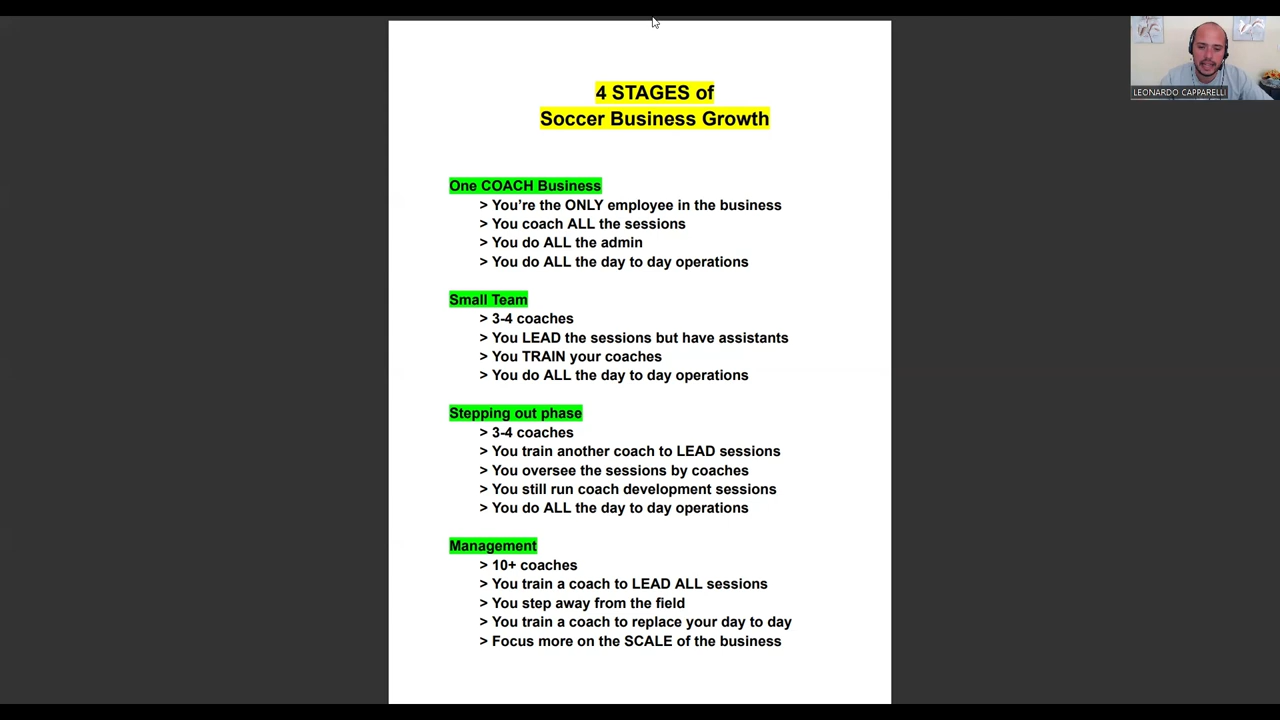 LEONARDO CAPPARELLI
4 STAGES of
Soccer Business Growth
One COACH Business
> You're the ONLY employee in the business
> You coach ALL the sessions
> You do ALL the admin
> You do ALL the day to day operations
Small Team
> 3-4 coaches
> You LEAD the sessions but have assistants
> You TRAIN your coaches
> You do ALL the day to day operations
Stepping out phase
> 3-4 coaches
> You train another coach to LEAD sessions
> You oversee the sessions by coaches
> You still run coach development sessions
> You do ALL the day to day operations
Management
> 10+ coaches
> You train a coach to LEAD ALL sessions
> You step away from the field
> You train a coach to replace your day to day
> Focus more on the SCALE of the business